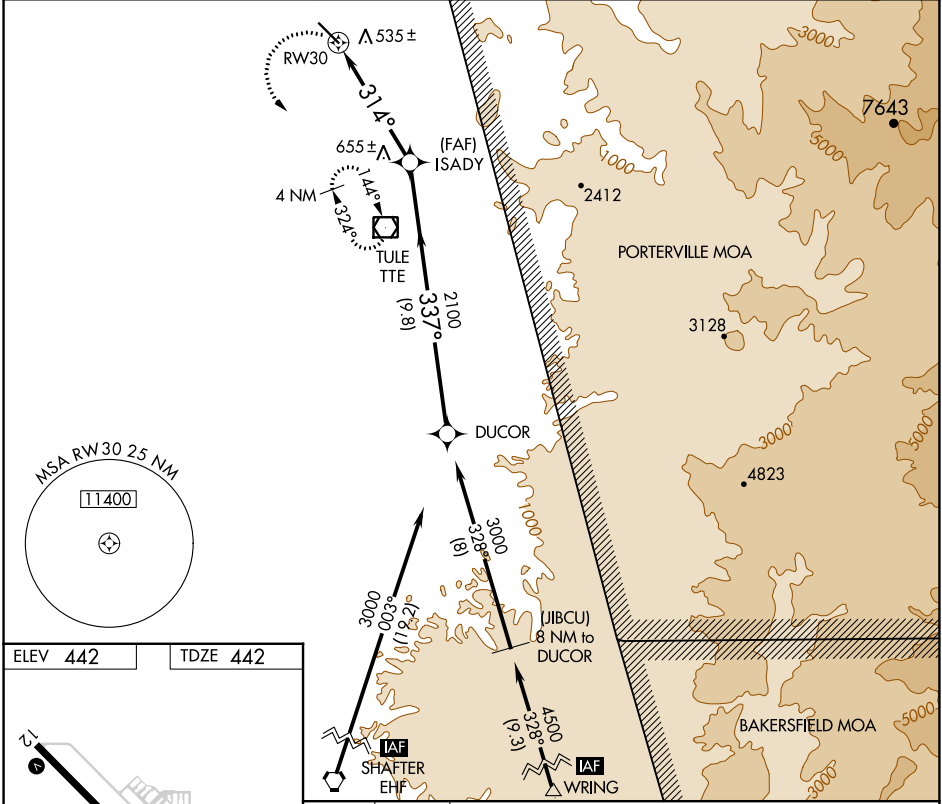 3000
535 ±
RW30
7643
314°
5000
(FAF)
ISADY
655 ±
1000
4 NM
144°
324°
2412
TULE
TTE
PORTERVILLE MOA
2100
337°
(9.8)
3128
DUCOR
3000
5000
MSA RW30 25 NM
11400
4823
1000
3000
328°
(8)
3000
003°
(19.2)
(JIBCU)
8 NM to
DUCOR
ELEV 442
TDZE 442
4500
328°
(9.3)
5000
BAKERSFIELD MOA
12
V
IAF
SHAFTER
EHF
IAF
WRING
3000